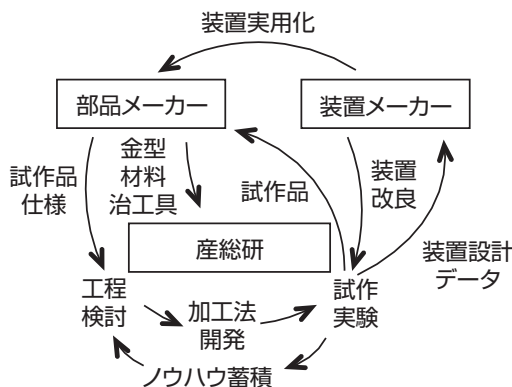 装置実用化
部品メーカー
装置メーカー
試作品
仕様
金型
材料
治工具
試作品
装置
改良
産総研
装置設計
データ
工程
検討
加工法
開発
試作
実験
ノウハウ蓄積